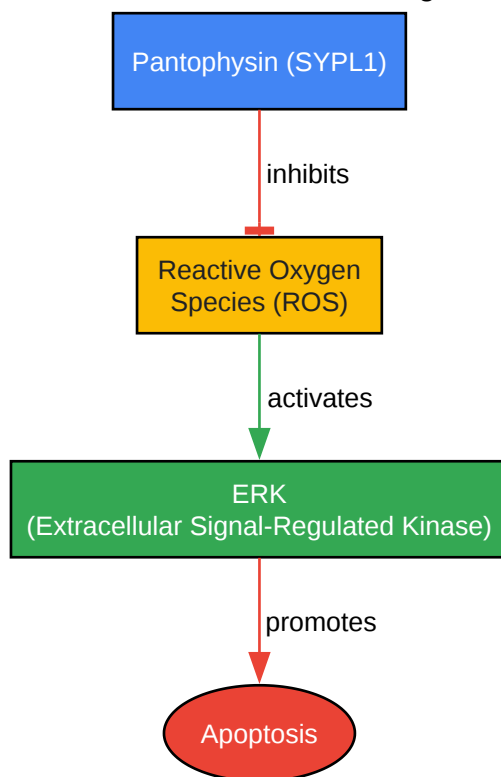 Pantophysin (SYPL1)
inhibits
Reactive Oxygen
Species (ROS)
activates
ERK
(Extracellular Signal-Regulated Kinase)
promotes
Apoptosis